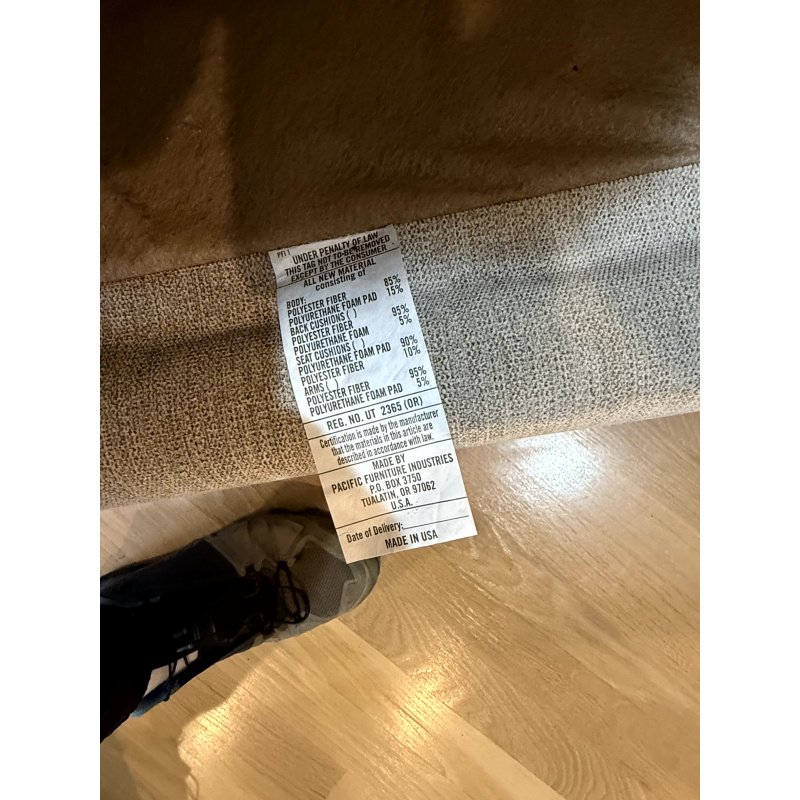 PFI 1
UNDER PENALTY OF LAW
THIS TAG NOT TO BE REMOVED
EXCEPT BY THE CONSUMER
ALL NEW MATERIAL
consisting of
BODY:
POLYESTER FIBER 85%
POLYURETHANE FOAM PAD 15%
BACK CUSHIONS ( )
POLYESTER FIBER 95%
POLYURETHANE FOAM 5%
SEAT CUSHIONS ( )
POLYURETHANE FOAM PAD 90%
POLYESTER FIBER 10%
ARMS ( )
POLYESTER FIBER 95%
POLYURETHANE FOAM PAD 5%
REG. NO. UT 2365 (OR)
Certification is made by the manufacturer
that the materials in this article are
described in accordance with law.
MADE BY
PACIFIC FURNITURE INDUSTRIES
P.O. BOX 3750
TUALATIN, OR 97062
U.S.A.
Date of Delivery:
MADE IN USA